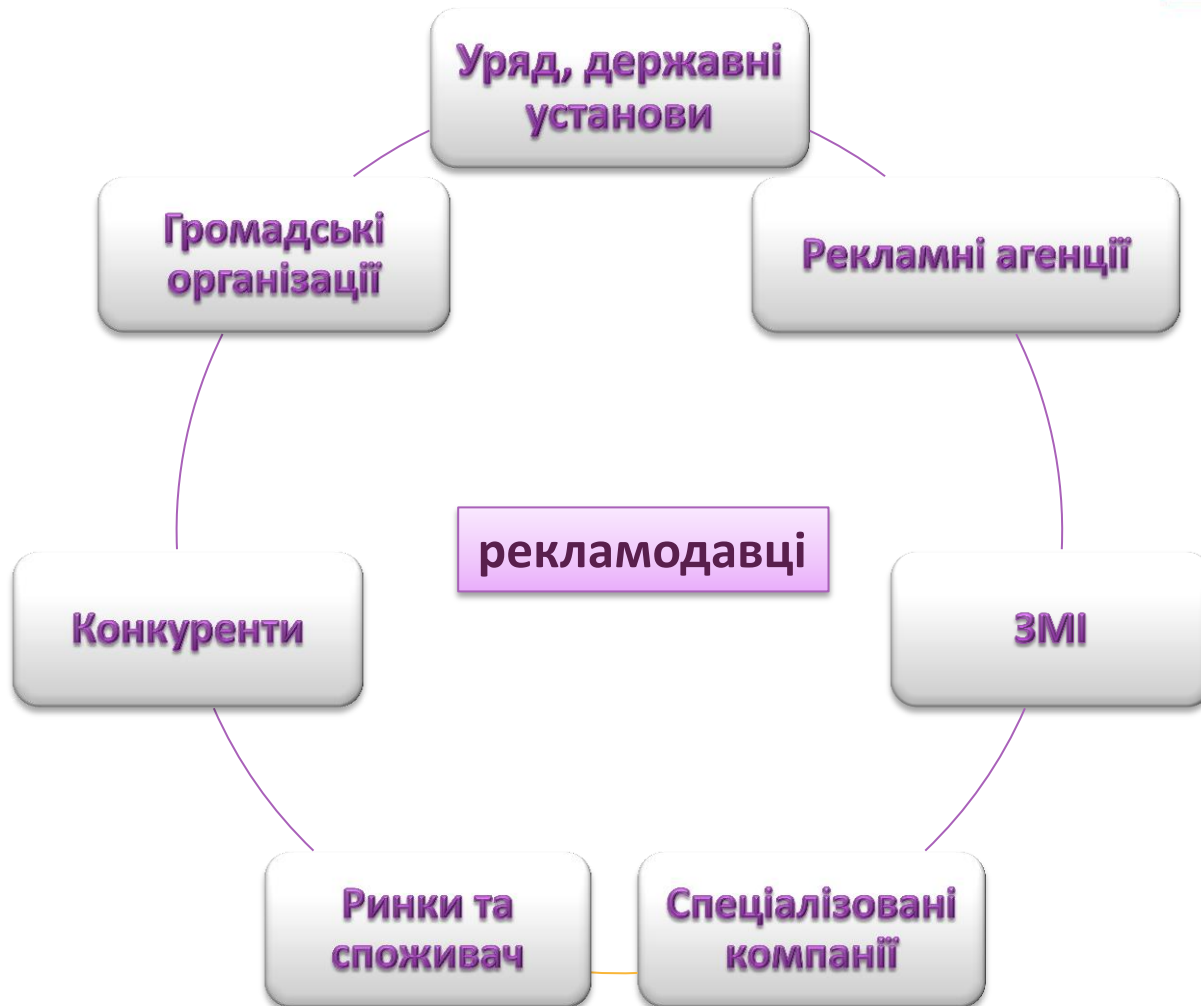 Уряд, державні
установи
Громадські
організації
Рекламні агенції
рекламодавці
Конкуренти
ЗМІ
Ринки та
споживач
Спеціалізовані
компанії